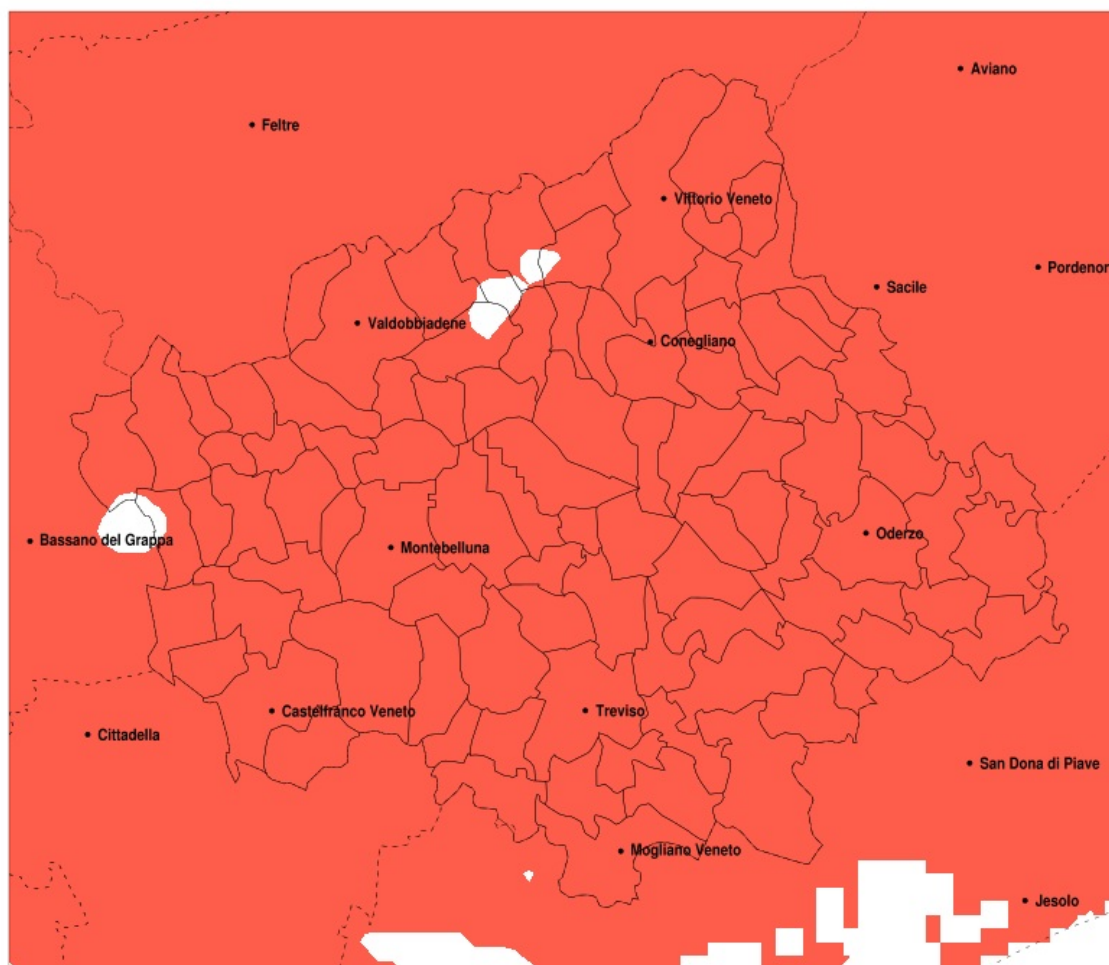 Aviano
Feltre
Vittorio Veneto
Pordenon
Sacile
Valdobbiadene
Conegliano
Oderzo
Bassano del Grappa
Montebelluna
Castelfranco Veneto
Treviso
Cittadella
San Dona di Piave
Mogliano Veneto
Jesolo